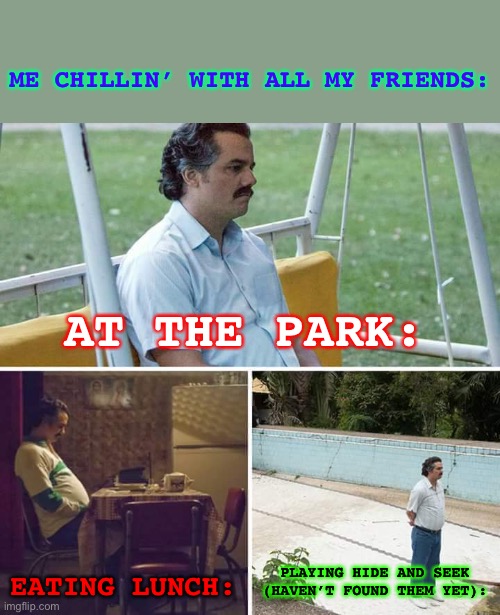 ME CHILLIN’ WITH ALL MY FRIENDS:
AT THE PARK:
EATING LUNCH:
PLAYING HIDE AND SEEK
(HAVEN’T FOUND THEM YET):
imgflip.com